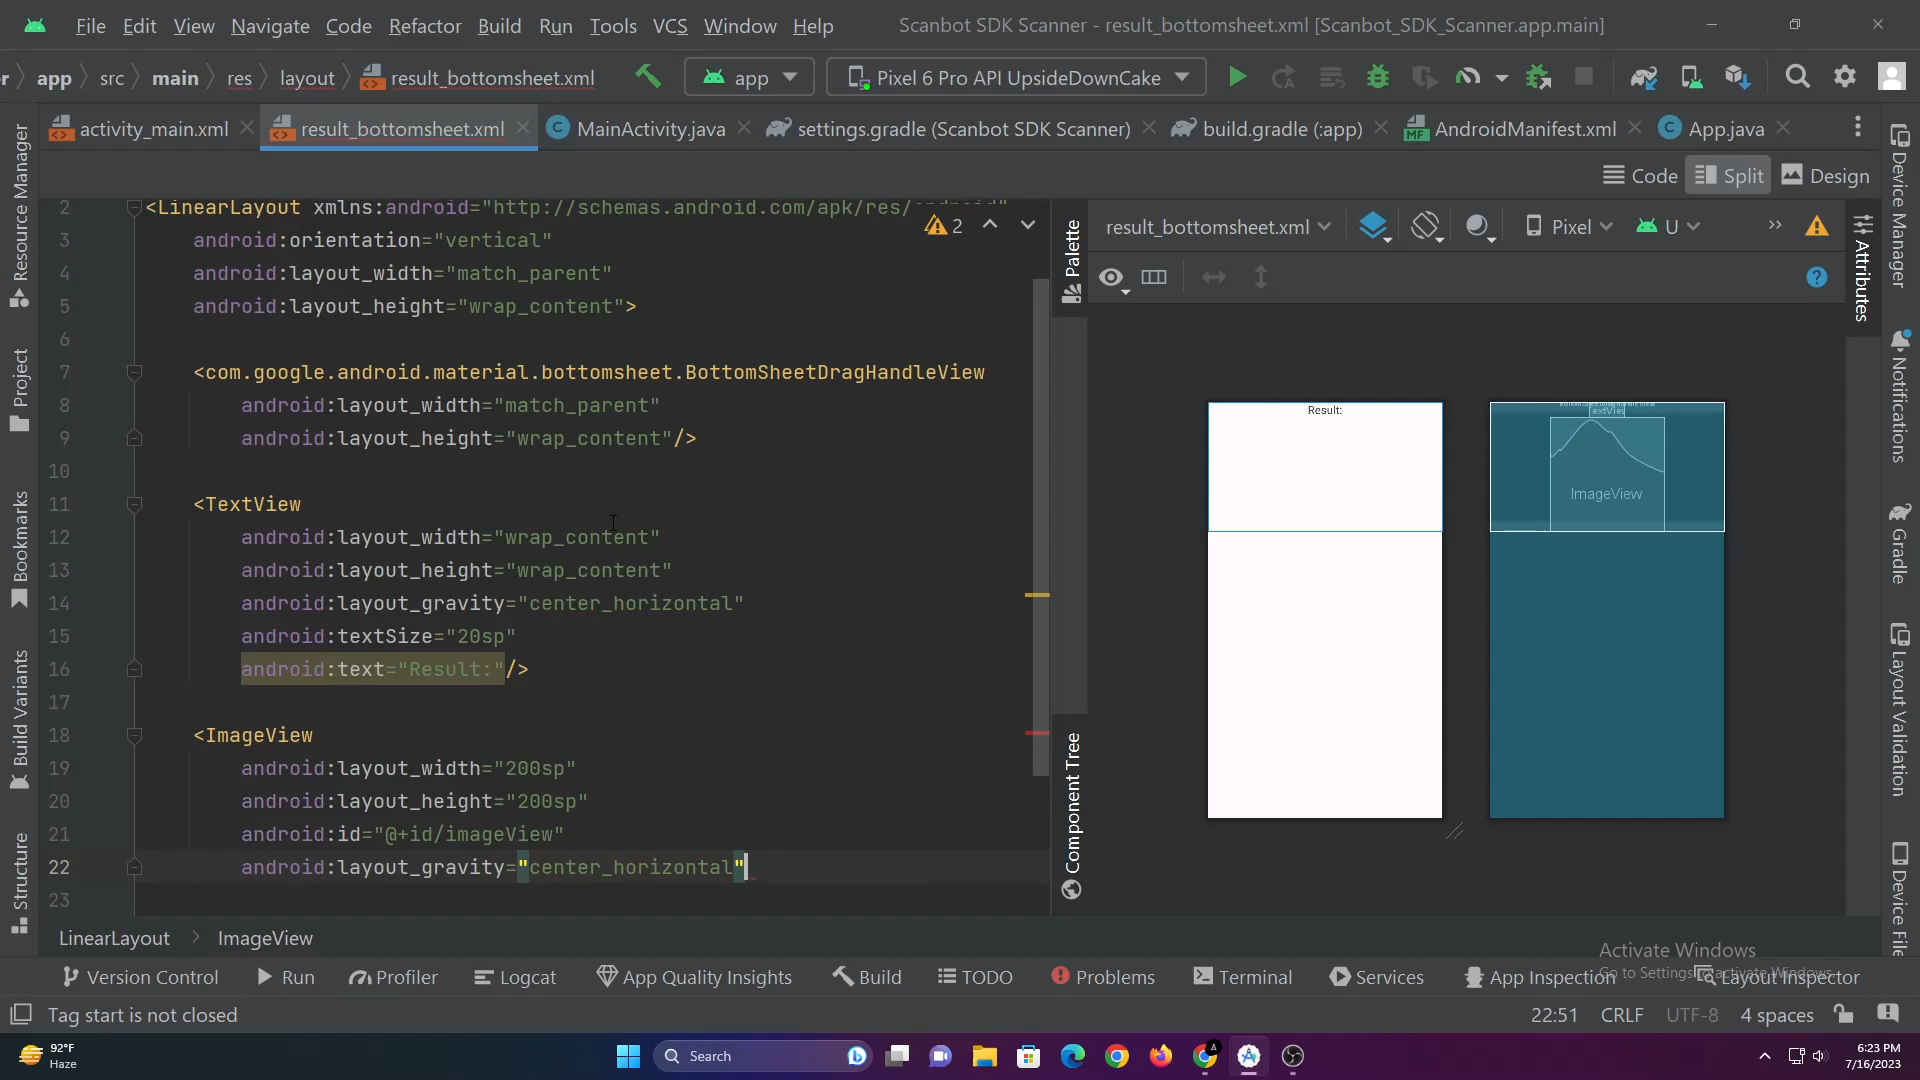 File Edit View Navigate Code Refactor Build Run Tools VCS Window Help Scanbot SDK Scanner - result_bottomsheet.xml [Scanbot_SDK_Scanner.app.main]
app src main res layout result_bottomsheet.xml app Pixel 6 Pro API UpsideDownCake
activity_main.xml result_bottomsheet.xml MainActivity.java settings.gradle (Scanbot SDK Scanner) build.gradle (:app) AndroidManifest.xml App.java
Code Split Design
2 <LinearLayout xmlns:android="http://schemas.android.com/apk/res/android"
3 android:orientation="vertical"
4 android:layout_width="match_parent"
5 android:layout_height="wrap_content">
6
7 <com.google.android.material.bottomsheet.BottomSheetDragHandleView
8 android:layout_width="match_parent"
9 android:layout_height="wrap_content"/>
10
11 <TextView
12 android:layout_width="wrap_content"
13 android:layout_height="wrap_content"
14 android:layout_gravity="center_horizontal"
15 android:textSize="20sp"
16 android:text="Result:"/>
17
18 <ImageView
19 android:layout_width="200sp"
20 android:layout_height="200sp"
21 android:id="@+id/imageView"
22 android:layout_gravity="center_horizontal"
23
2
result_bottomsheet.xml Pixel U
Result:
ImageView
Palette
Component Tree
Attributes
Resource Manager
Project
Bookmarks
Build Variants
Structure
Device Manager
Notifications
Gradle
Layout Validation
Device File
LinearLayout ImageView
Activate Windows
Go to Settings to activate Windows.
Version Control Run Profiler Logcat App Quality Insights Build TODO Problems Terminal Services App Inspection Layout Inspector
Tag start is not closed 22:51 CRLF UTF-8 4 spaces
92°F
Haze
Search
6:23 PM
7/16/2023